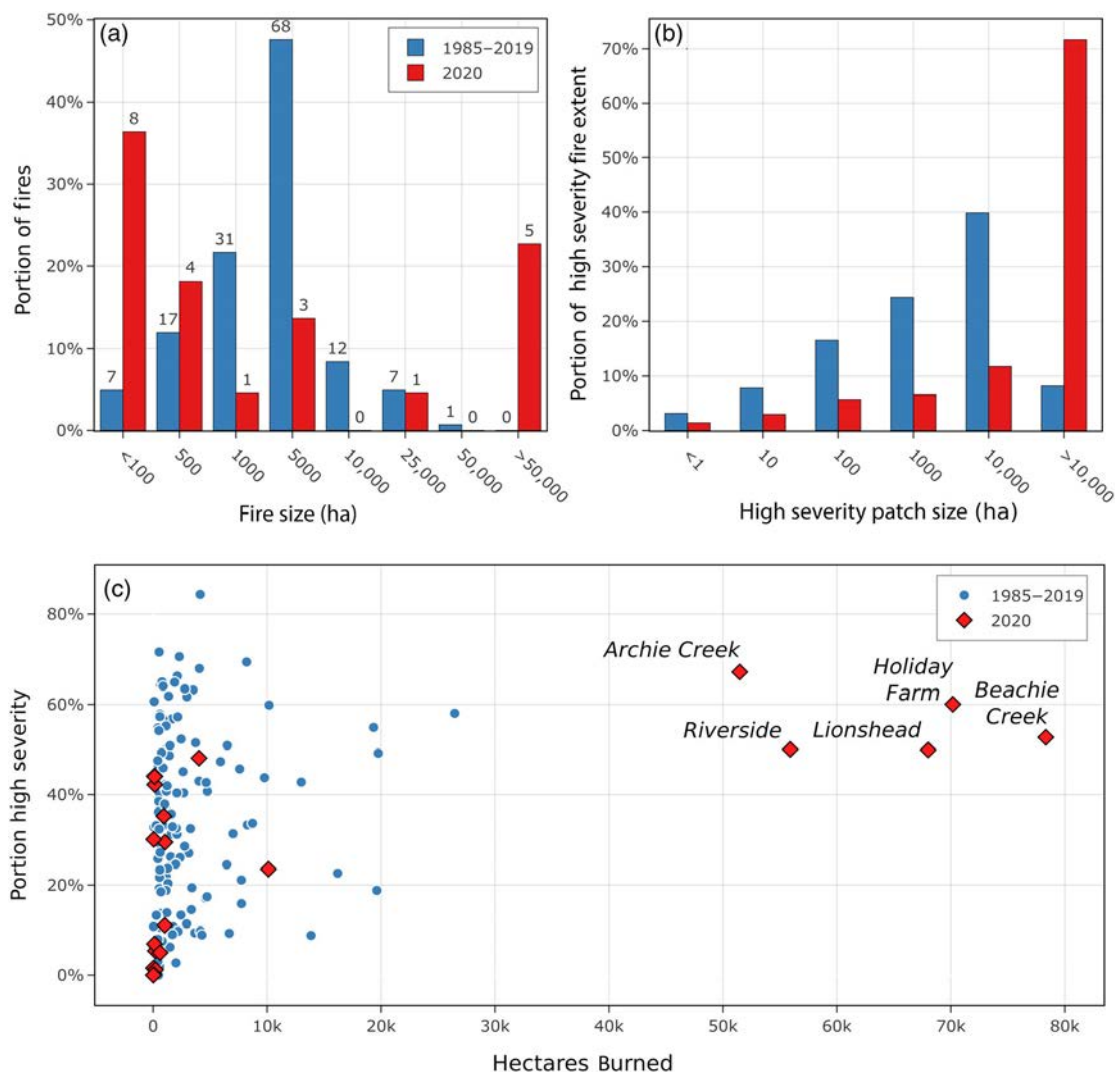 (a)
1985–2019
2020
Portion of fires
50%
40%
30%
20%
10%
0%
7
8
17
4
31
1
68
3
12
0
7
1
1
0
0
5
<100
500
1000
5000
10,000
25,000
50,000
>50,000
Fire size (ha)
(b)
Portion of high severity fire extent
70%
60%
50%
40%
30%
20%
10%
0%
<1
10
100
1000
10,000
>10,000
High severity patch size (ha)
(c)
1985–2019
2020
Portion high severity
80%
60%
40%
20%
0%
Archie Creek
Riverside
Lionshead
Holiday
Farm
Beachie
Creek
0
10k
20k
30k
40k
50k
60k
70k
80k
Hectares Burned